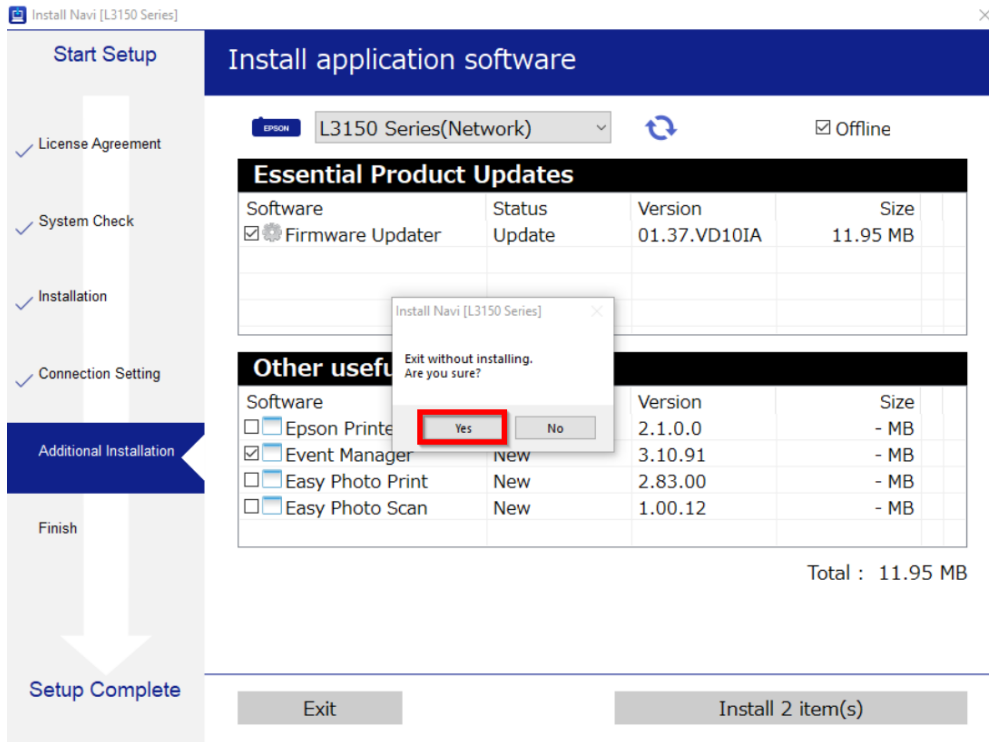 Install Navi [L3150 Series]
Start Setup
License Agreement
System Check
Installation
Connection Setting
Additional Installation
Finish
Setup Complete
Install application software
EPSON L3150 Series(Network) Offline
Essential Product Updates
Software Status Version Size
Firmware Updater Update 01.37.VD10IA 11.95 MB
Install Navi [L3150 Series]
Exit without installing.
Are you sure?
Yes No
Other usefu
Software Version Size
Epson Printe 2.1.0.0 - MB
Event Manager New 3.10.91 - MB
Easy Photo Print New 2.83.00 - MB
Easy Photo Scan New 1.00.12 - MB
Total : 11.95 MB
Exit Install 2 item(s)